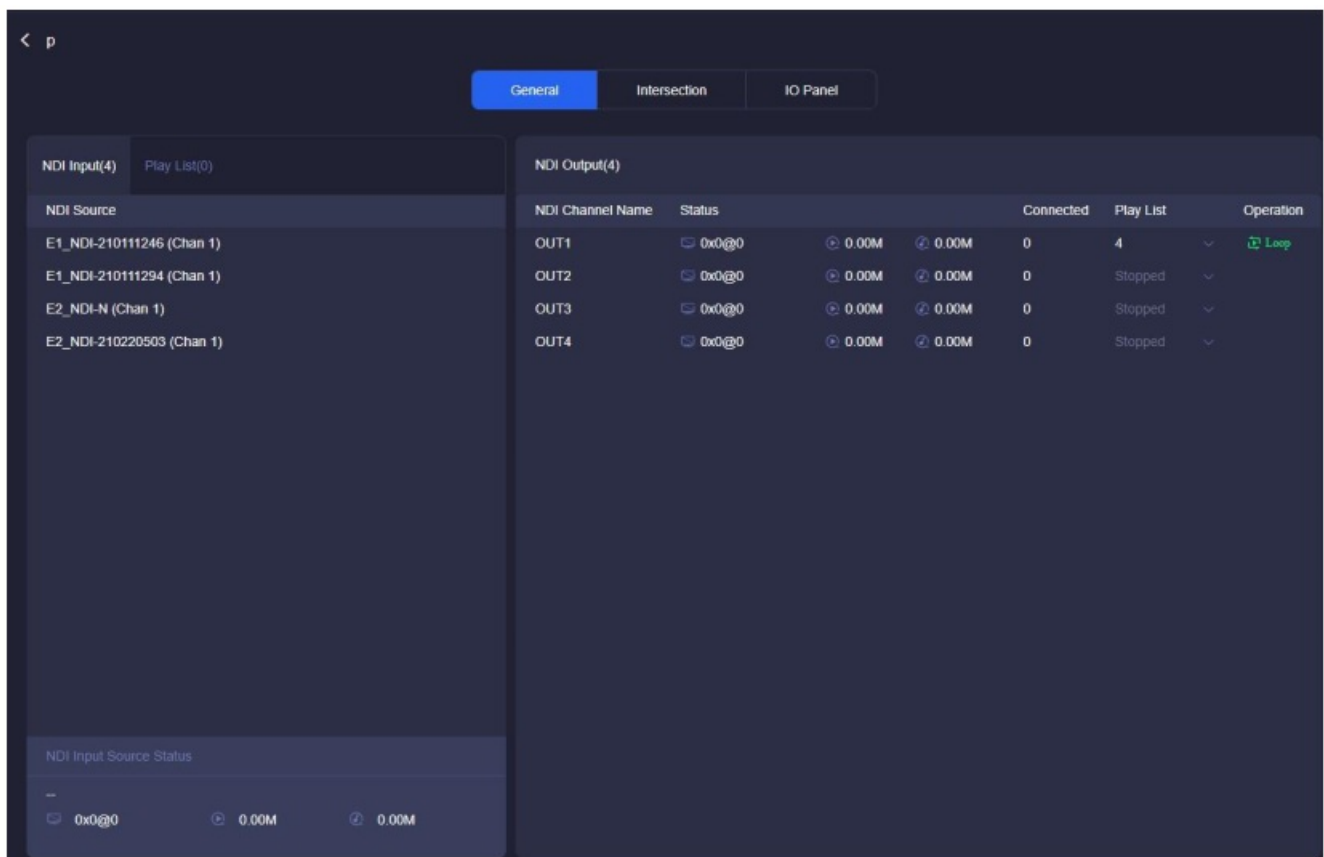 p
General Intersection IO Panel
NDI Input(4) Play List(0)
NDI Source
E1_NDI-210111246 (Chan 1)
E1_NDI-210111294 (Chan 1)
E2_NDI-N (Chan 1)
E2_NDI-210220503 (Chan 1)
NDI Input Source Status
--
0x0@0 0.00M 0.00M
NDI Output(4)
NDI Channel Name Status Connected Play List Operation
OUT1 0x0@0 0.00M 0.00M 0 4 Loop
OUT2 0x0@0 0.00M 0.00M 0 Stopped
OUT3 0x0@0 0.00M 0.00M 0 Stopped
OUT4 0x0@0 0.00M 0.00M 0 Stopped